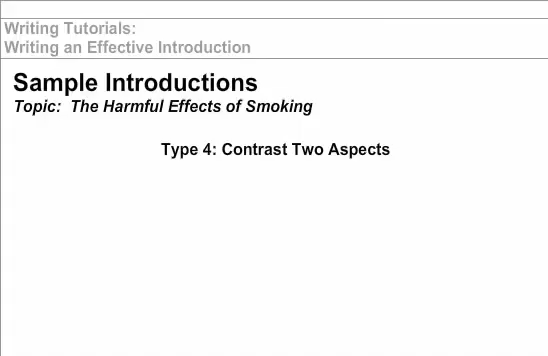 Writing Tutorials:
Writing an Effective Introduction
Sample Introductions
Topic: The Harmful Effects of Smoking
Type 4: Contrast Two Aspects